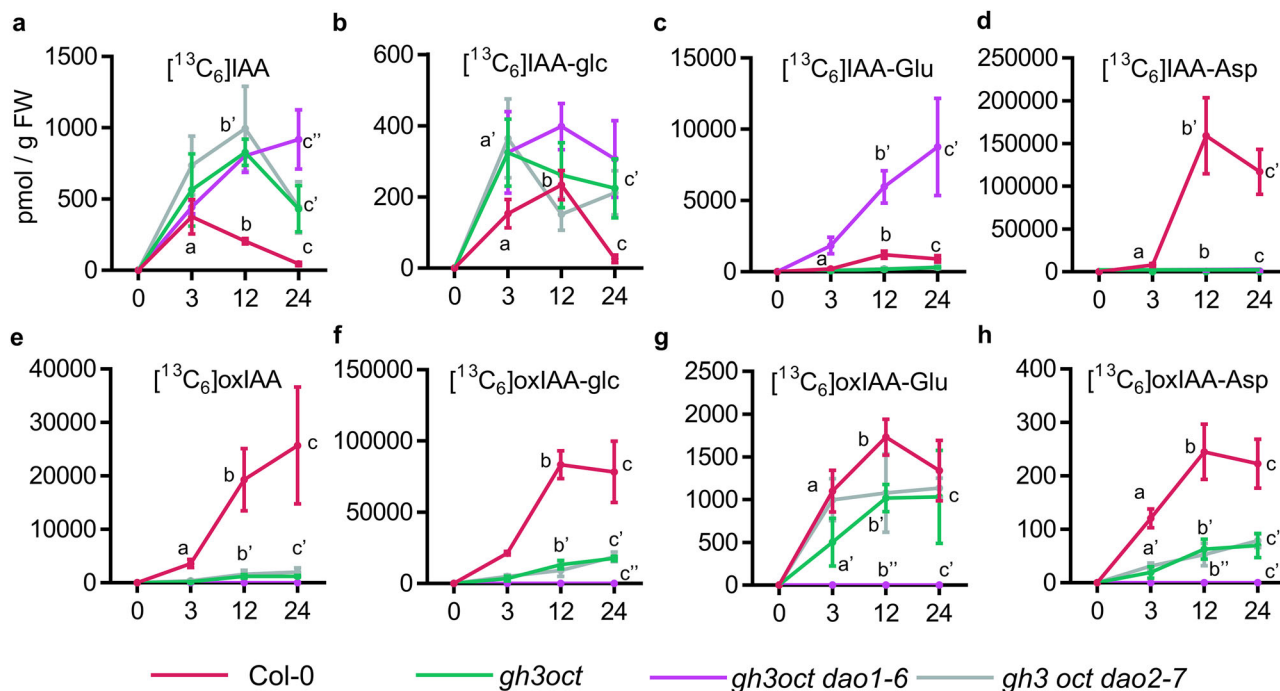 a
b
c
d
[¹³C₆]IAA
[¹³C₆]IAA-glc
[¹³C₆]IAA-Glu
[¹³C₆]IAA-Asp
pmol / g FW
1500
1000
500
0
0 3 12 24
a
b
b’
c
c’
c’’
600
400
200
0
0 3 12 24
a
a’
b
c
c’
15000
10000
5000
0
0 3 12 24
a
b
b’
c
c’
250000
200000
150000
100000
50000
0
0 3 12 24
a
b
b’
c
c’
e
f
g
h
[¹³C₆]oxIAA
[¹³C₆]oxIAA-glc
[¹³C₆]oxIAA-Glu
[¹³C₆]oxIAA-Asp
40000
30000
20000
10000
0
0 3 12 24
a
b
b’
c
c’
150000
100000
50000
0
0 3 12 24
b
b’
c
c’
c’’
2500
2000
1500
1000
500
0
0 3 12 24
a
a’
b
b’
b’’
c
c’
400
300
200
100
0
0 3 12 24
a
a’
b
b’
b’’
c
c’
c’
Col-0 gh3oct gh3oct dao1-6 gh3 oct dao2-7